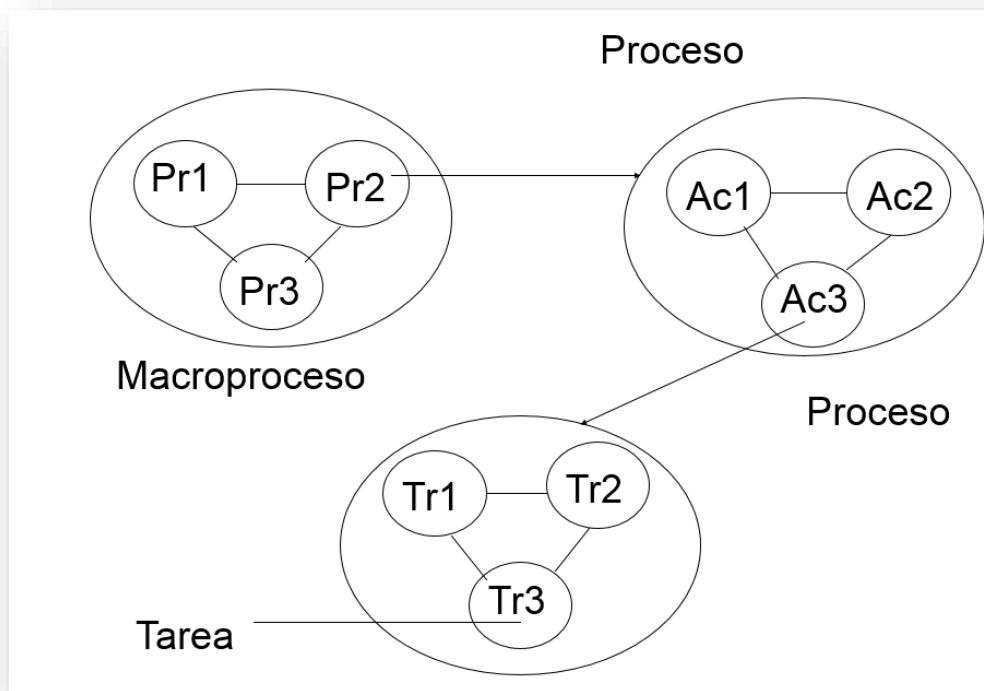 Proceso
Pr1
Pr2
Pr3
Macroproceso
Ac1
Ac2
Ac3
Proceso
Tr1
Tr2
Tr3
Tarea